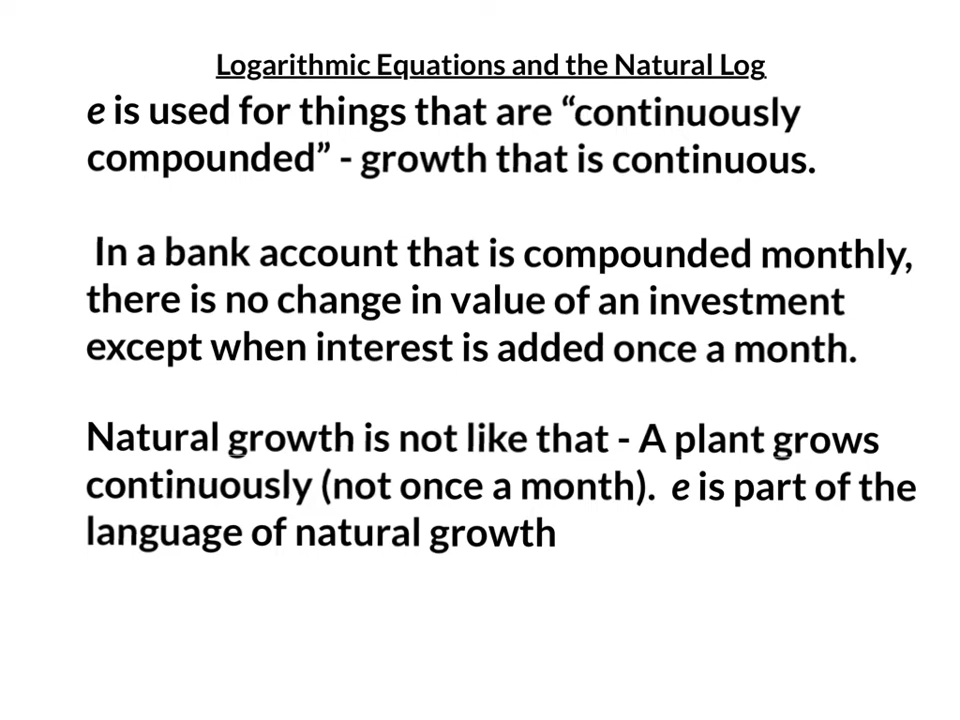 Logarithmic Equations and the Natural Log
e is used for things that are “continuously
compounded” - growth that is continuous.
In a bank account that is compounded monthly,
there is no change in value of an investment
except when interest is added once a month.
Natural growth is not like that - A plant grows
continuously (not once a month).  e is part of the
language of natural growth